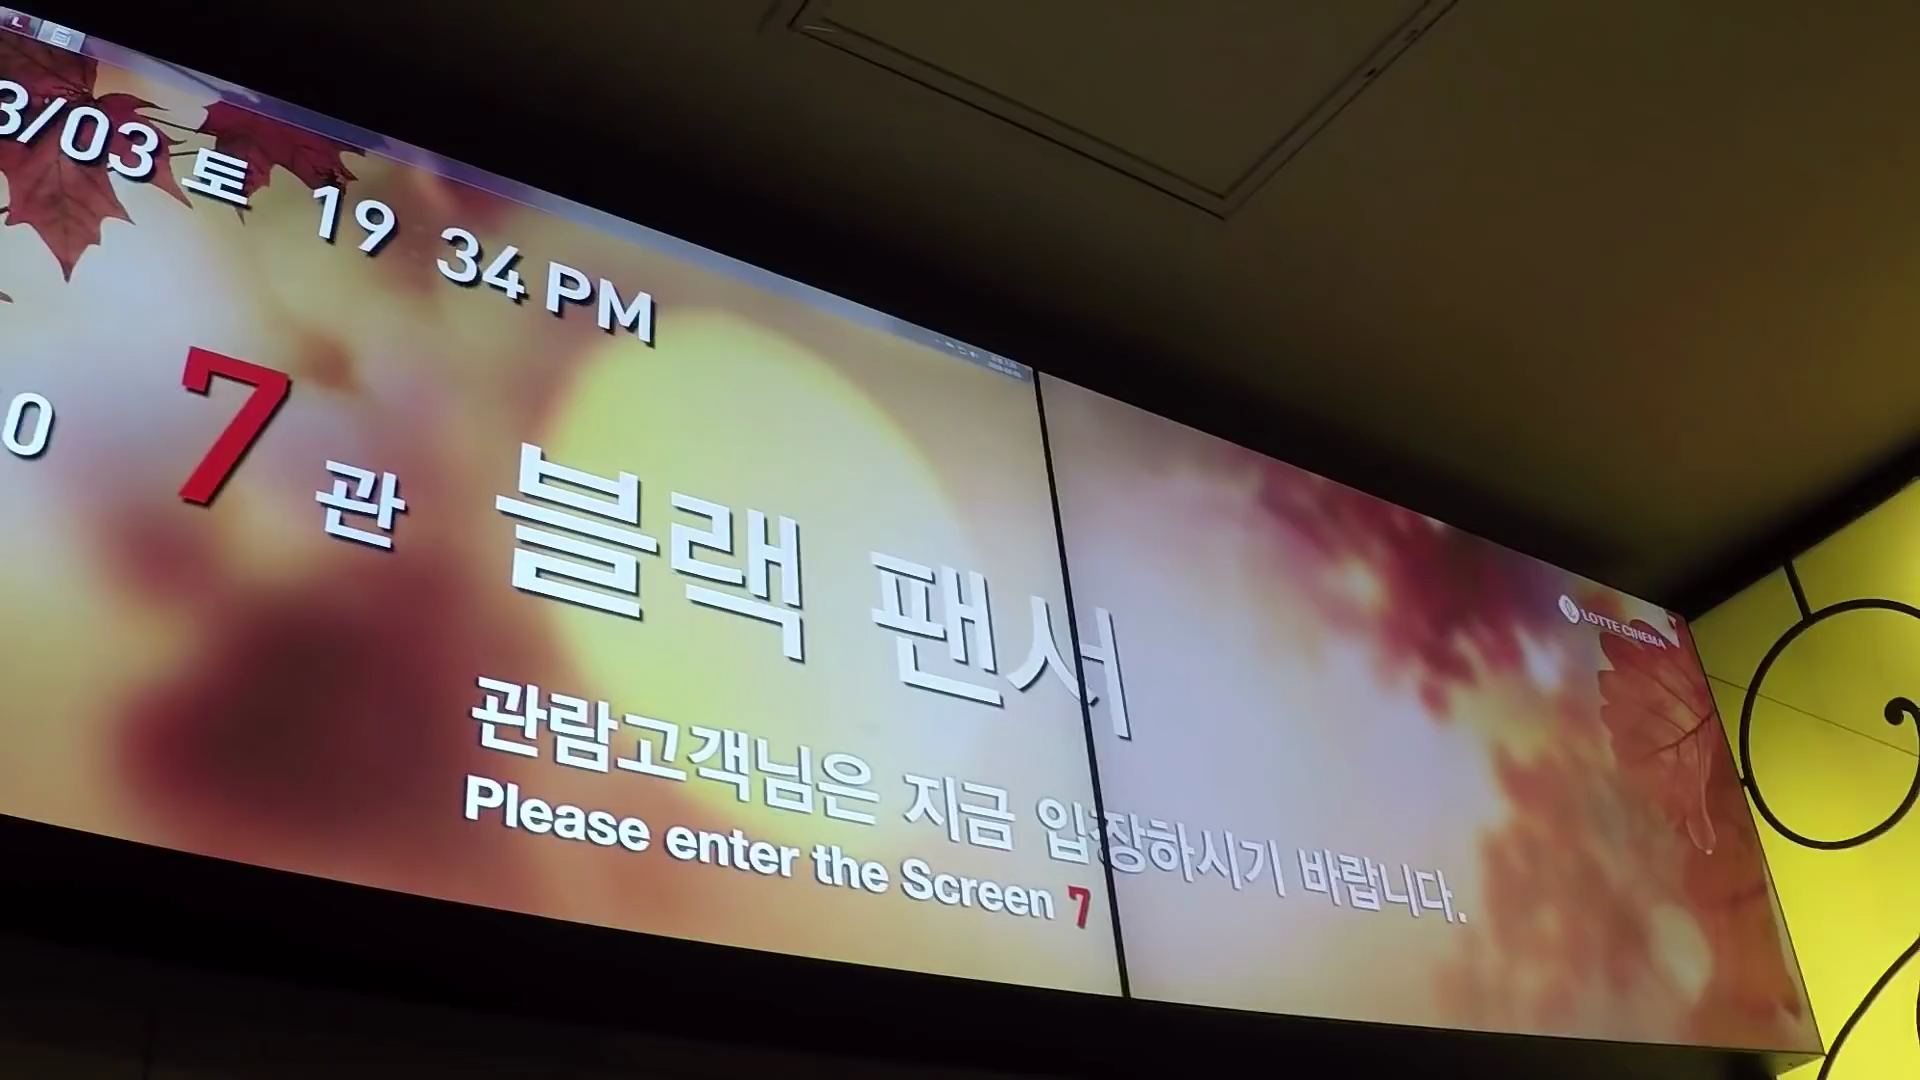 3/03 토 19 34 PM
0 7 관 블랙 팬서
관람고객님은 지금 입장하시기 바랍니다.
Please enter the Screen 7
LOTTE CINEMA